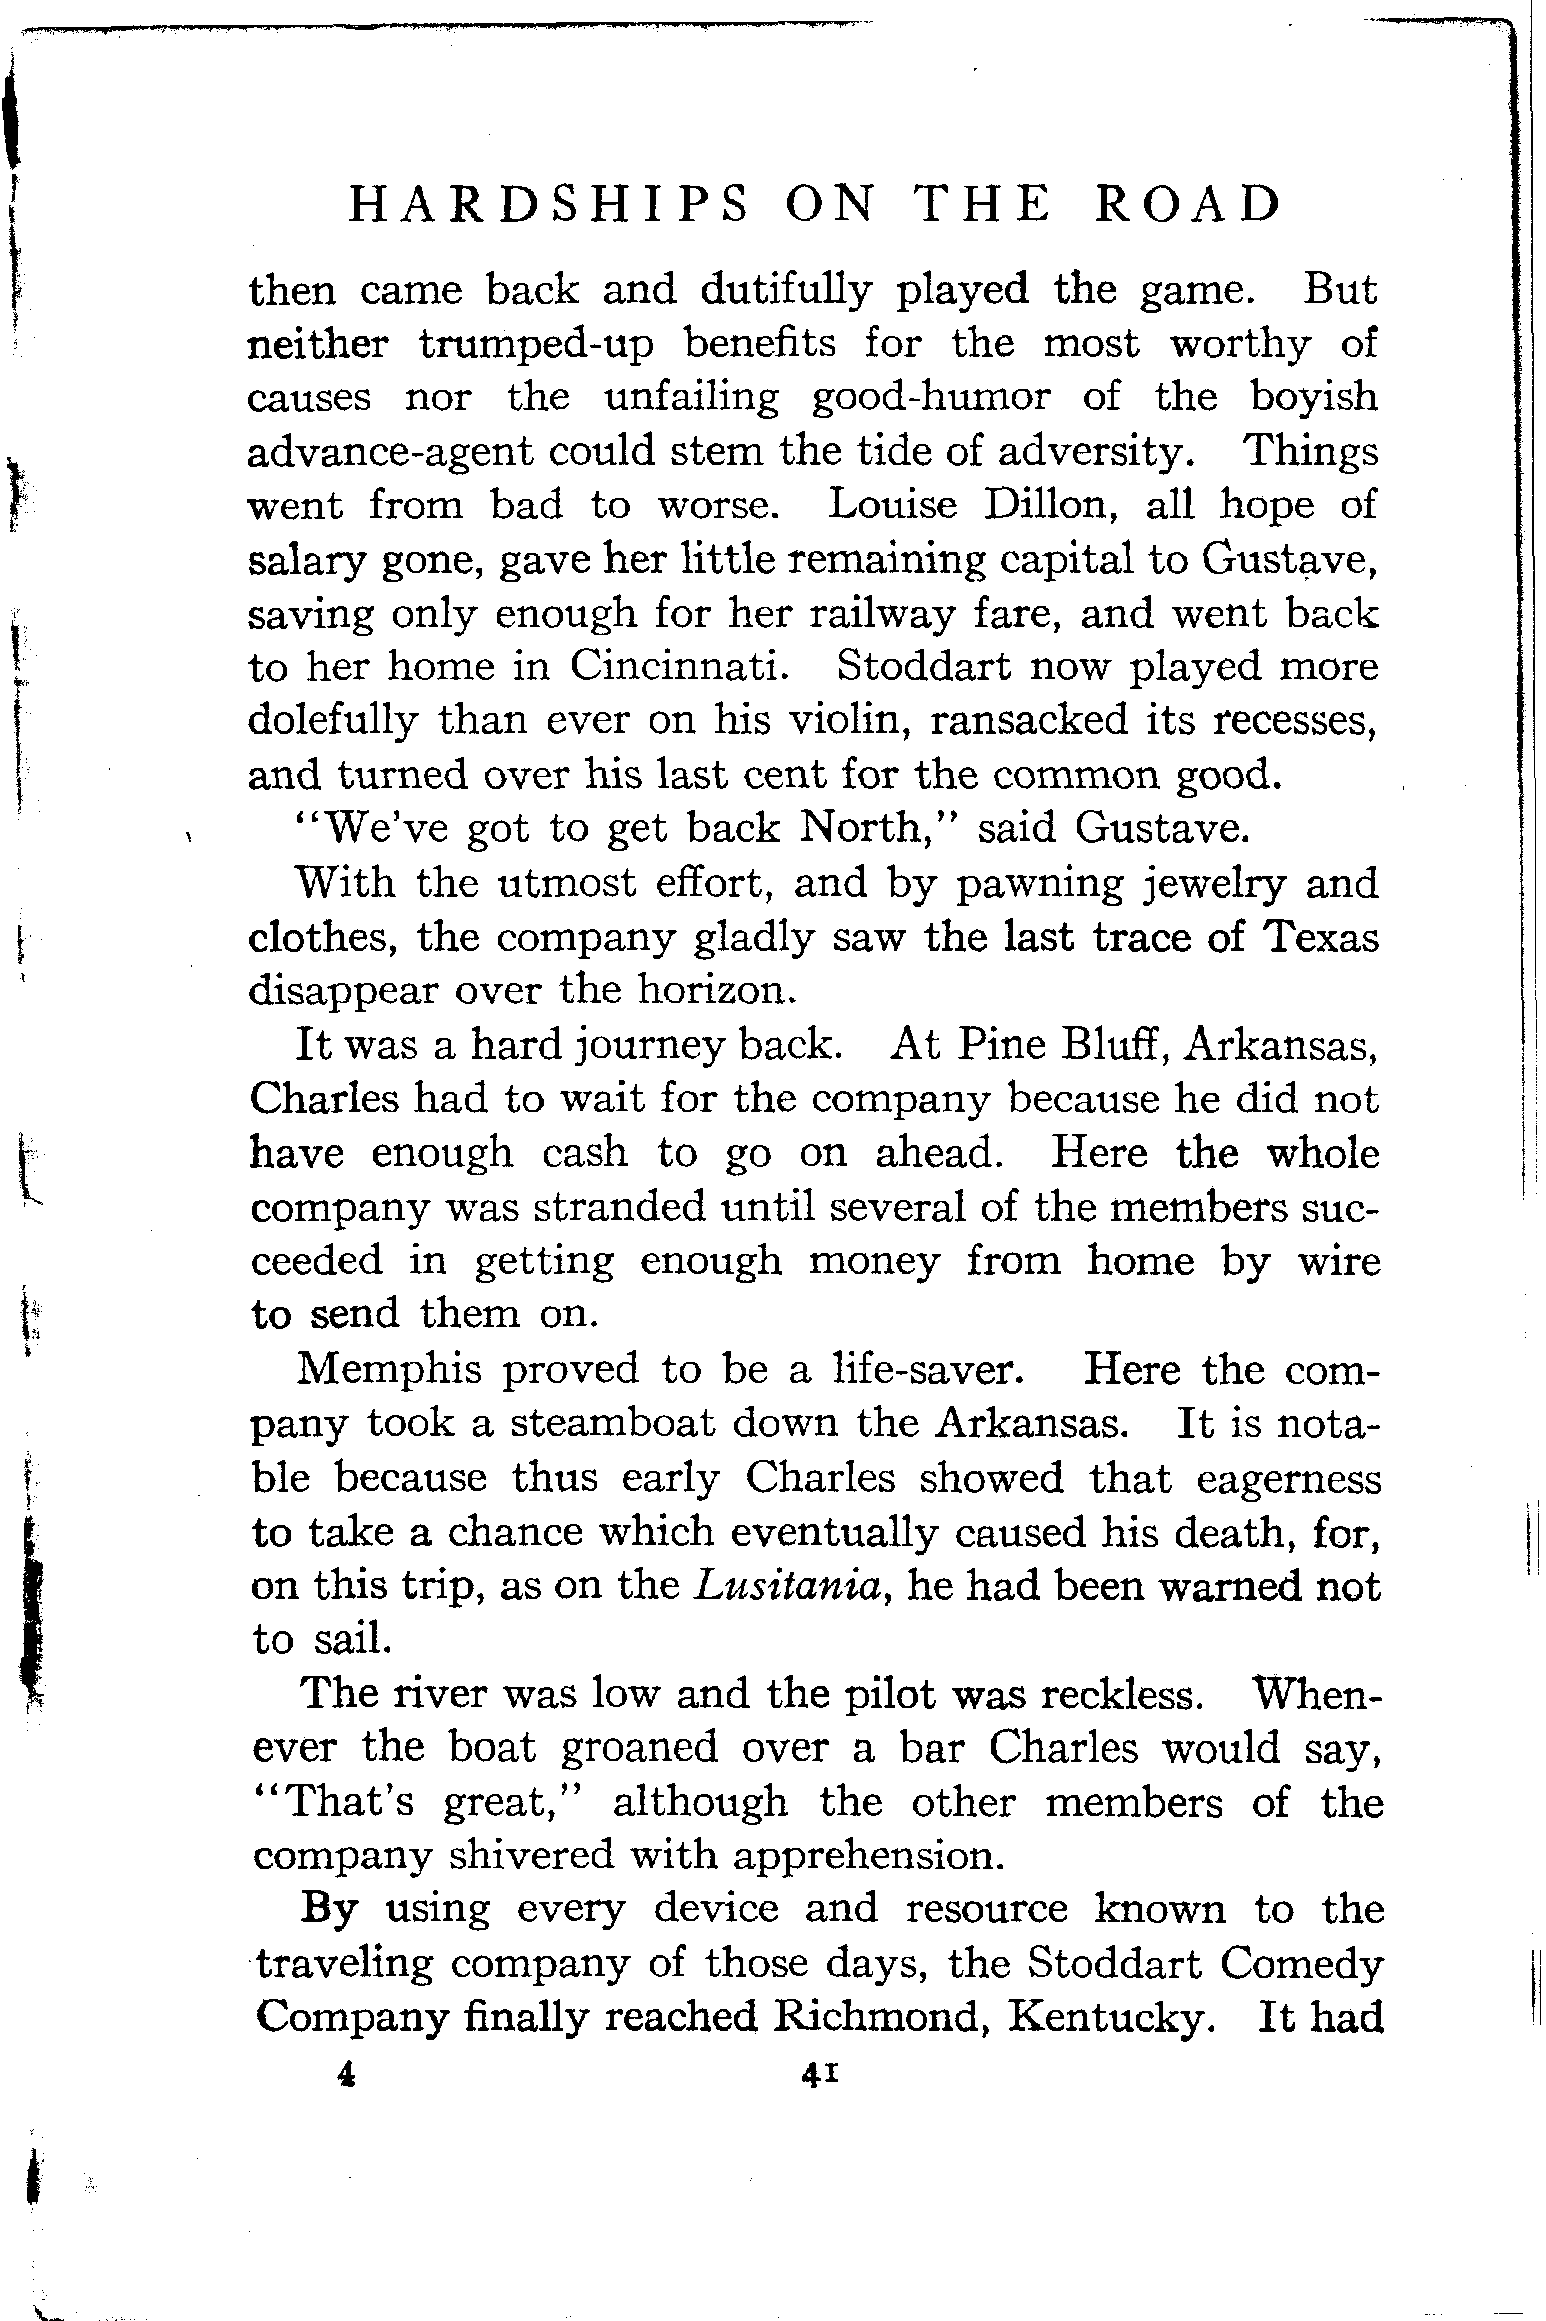 HARDSHIPS ON THE ROAD
then came back and dutifully played the game. But
neither trumped-up benefits for the most worthy of
causes nor the unfailing good-humor of the boyish
advance-agent could stem the tide of adversity. Things
went from bad to worse. Louise Dillon, all hope of
salary gone, gave her little remaining capital to Gustave,
saving only enough for her railway fare, and went back
to her home in Cincinnati. Stoddart now played more
dolefully than ever on his violin, ransacked its recesses,
and turned over his last cent for the common good.
"We've got to get back North," said Gustave.
With the utmost effort, and by pawning jewelry and
clothes, the company gladly saw the last trace of Texas
disappear over the horizon.
It was a hard journey back. At Pine Bluff, Arkansas,
Charles had to wait for the company because he did not
have enough cash to go on ahead. Here the whole
company was stranded until several of the members suc-
ceeded in getting enough money from home by wire
to send them on.
Memphis proved to be a life-saver. Here the com-
pany took a steamboat down the Arkansas. It is nota-
ble because thus early Charles showed that eagerness
to take a chance which eventually caused his death, for,
on this trip, as on the Lusitania, he had been warned not
to sail.
The river was low and the pilot was reckless. When-
ever the boat groaned over a bar Charles would say,
"That's great," although the other members of the
company shivered with apprehension.
By using every device and resource known to the
traveling company of those days, the Stoddart Comedy
Company finally reached Richmond, Kentucky. It had
4 41